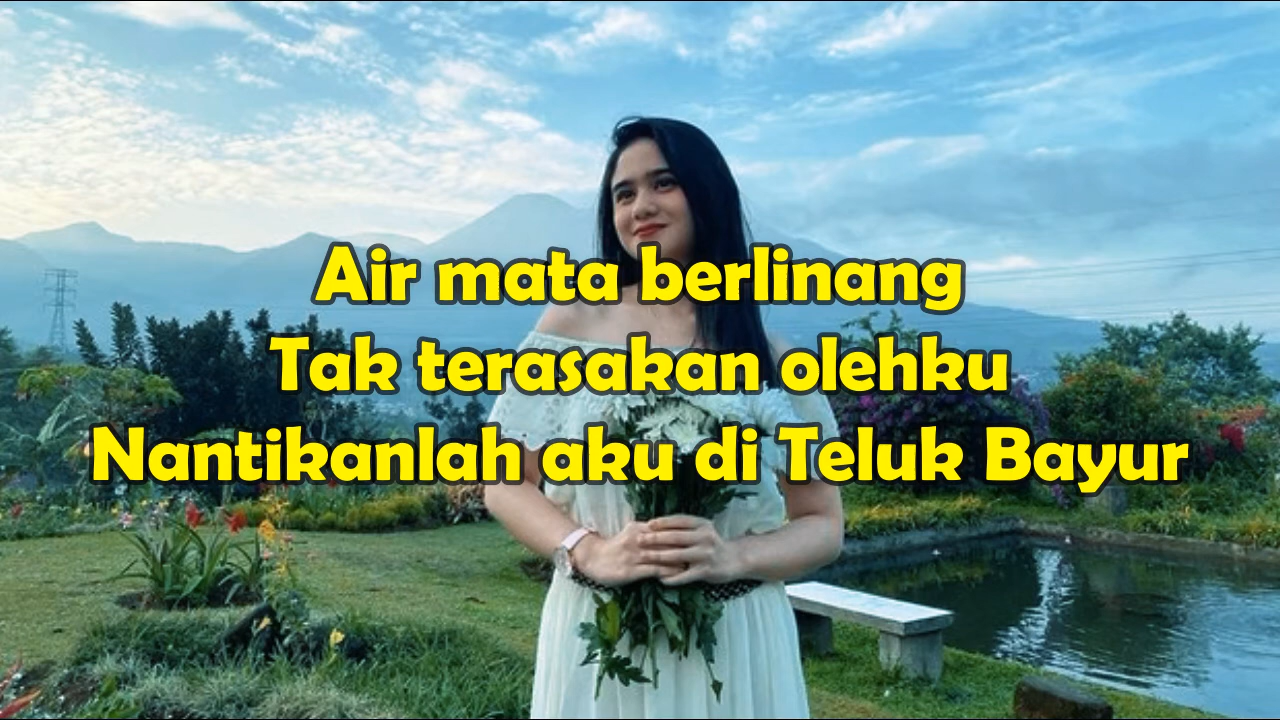 Air mata berlinang
Tak terasakan olehku
Nantikanlah aku di Teluk Bayur